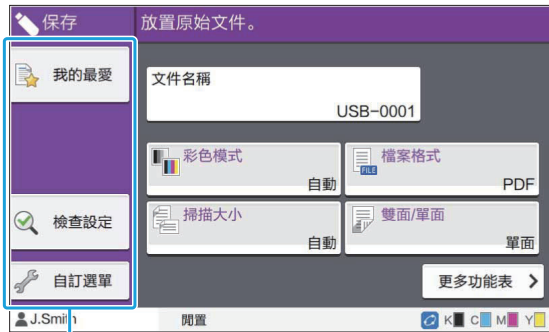 保存
放置原始文件。
我的最愛
文件名稱
USB-0001
彩色模式
自動
檔案格式
FILE
PDF
檢查設定
掃描大小
自動
雙面/單面
單面
自訂選單
更多功能表
J.Smith
閒置
K C M Y